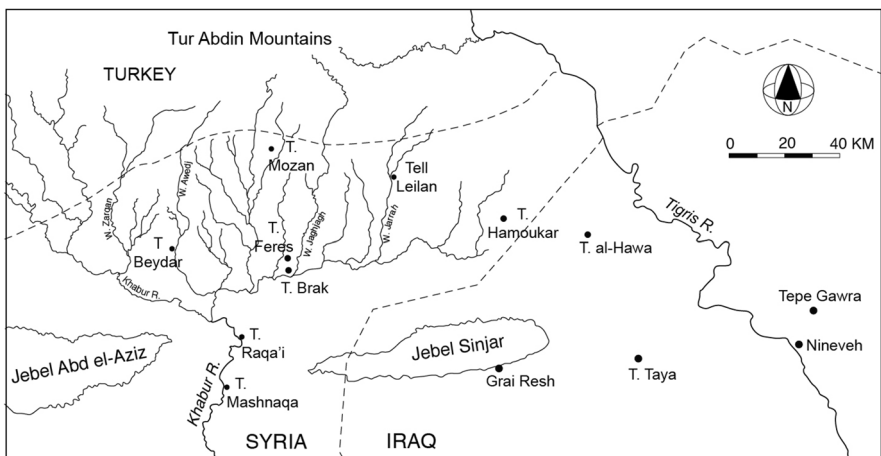 Tur Abdin Mountains
TURKEY
N
0 20 40 KM
T.
Mozan
W. Awedj
Tell
Leilan
W. Zargan
W. Jaghjagh
W. Jarrah
T.
Hamoukar
Tigris R.
T
Beydar
T.
Feres
T. al-Hawa
T. Brak
Khabur R.
Tepe Gawra
T.
Raqa'i
Jebel Sinjar
Nineveh
Jebel Abd el-Aziz
T. Taya
Grai Resh
Khabur R.
T.
Mashnaqa
SYRIA
IRAQ